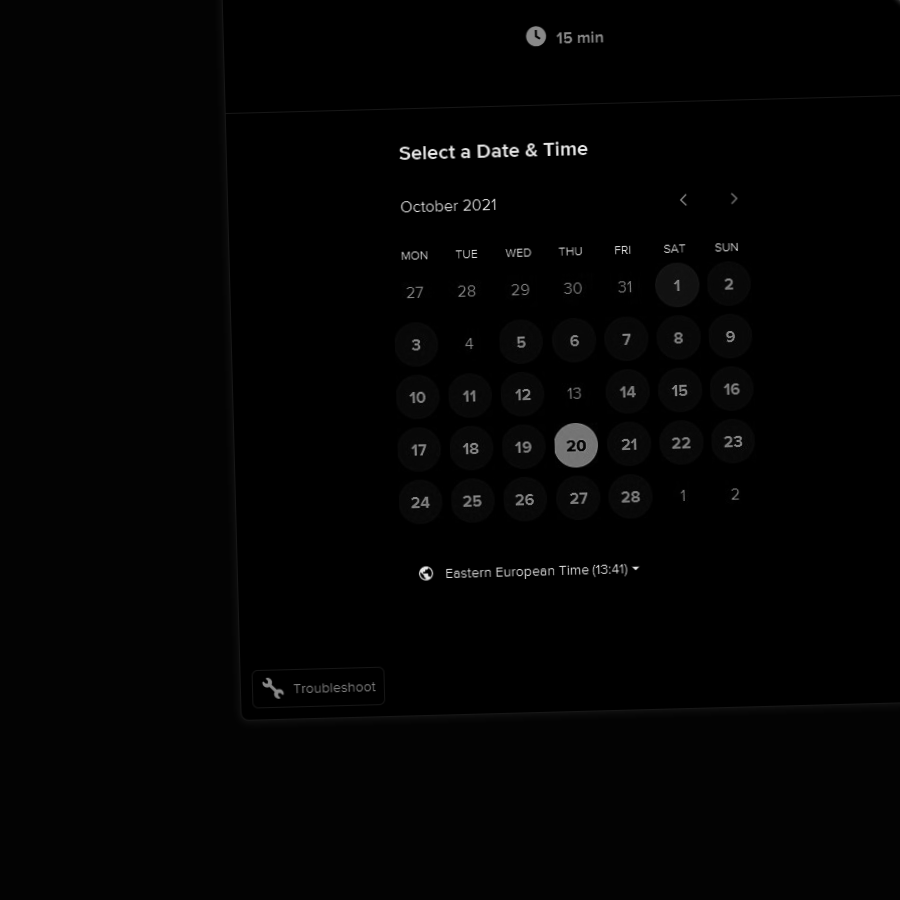 15 min
Select a Date & Time
October 2021
MON TUE WED THU FRI SAT SUN
27 28 29 30 31 1 2
3 4 5 6 7 8 9
10 11 12 13 14 15 16
17 18 19 20 21 22 23
24 25 26 27 28 1 2
Eastern European Time (13:41)
Troubleshoot